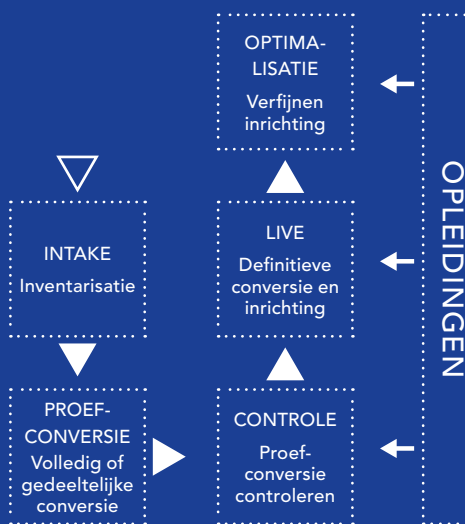 INTAKE
Inventarisatie
PROEF-
CONVERSIE
Volledig of
gedeeltelijke
conversie
CONTROLE
Proef-
conversie
controleren
LIVE
Definitieve
conversie en
inrichting
OPTIMA-
LISATIE
Verfijnen
inrichting
OPLEIDINGEN